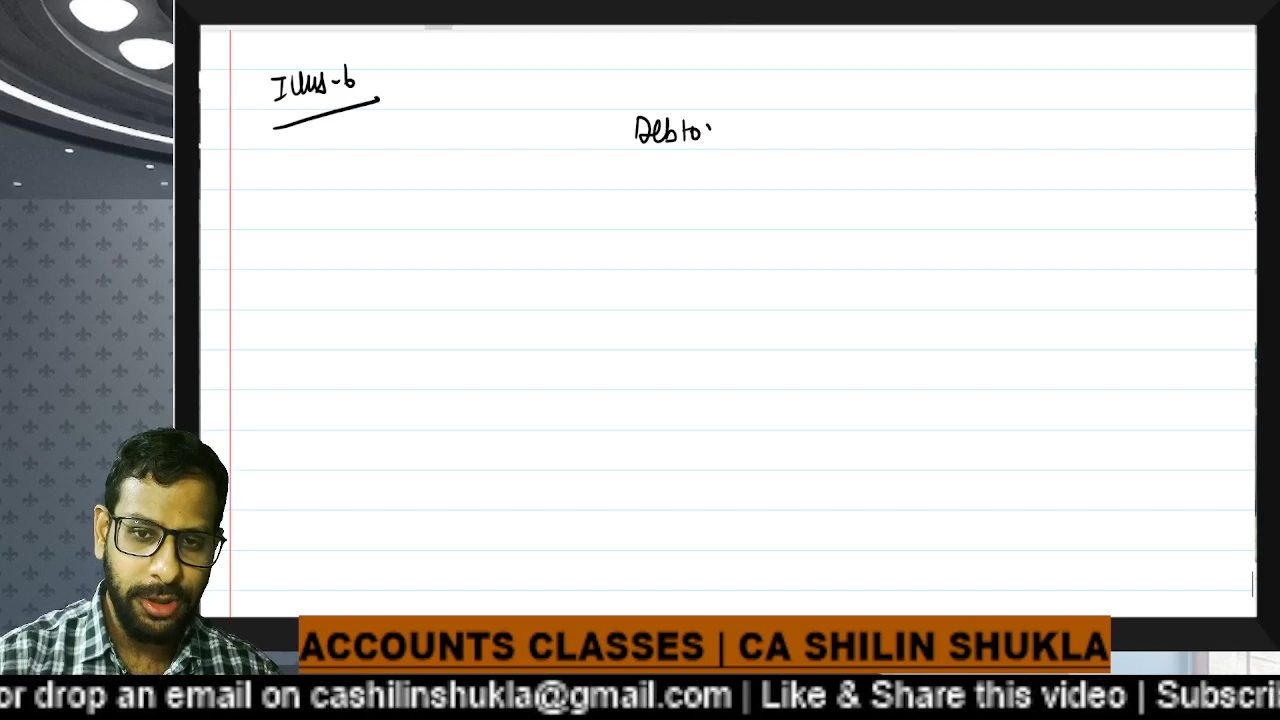 Illus-6
Debto
ACCOUNTS CLASSES | CA SHILIN SHUKLA
or drop an email on cashilinshukla@gmail.com | Like & Share this video | Subscri